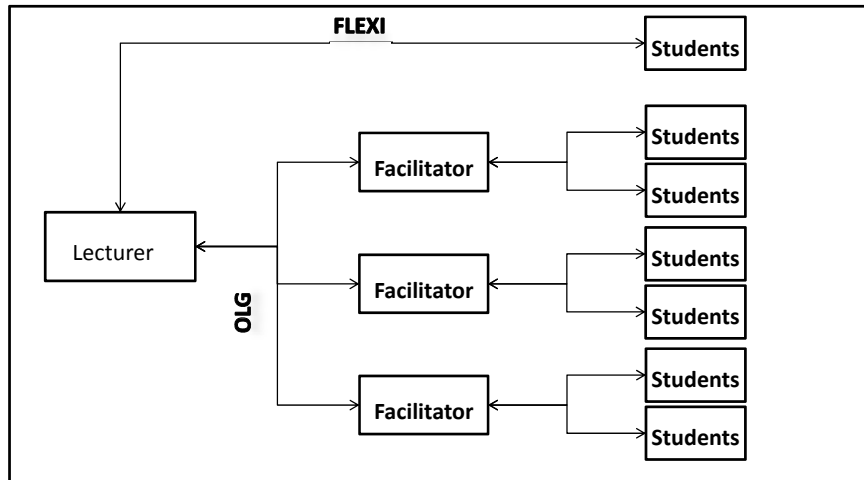 FLEXI
Students
Students
Facilitator
Students
Lecturer
Students
Facilitator
Students
OLG
Students
Facilitator
Students